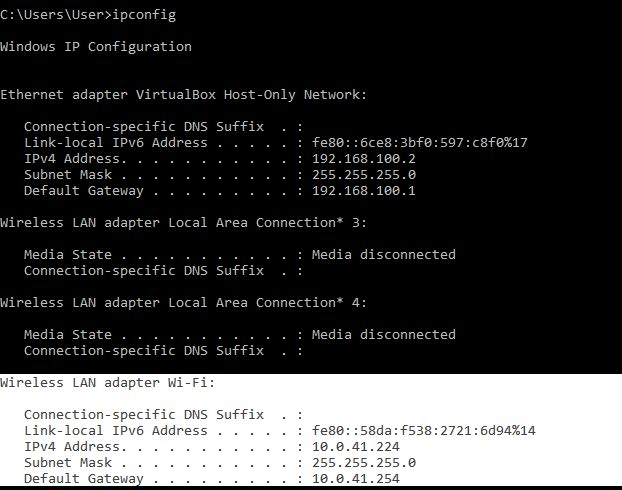 C:\Users\User>ipconfig
Windows IP Configuration
Ethernet adapter VirtualBox Host-Only Network:
   Connection-specific DNS Suffix  . :
   Link-local IPv6 Address . . . . . : fe80::6ce8:3bf0:597:c8f0%17
   IPv4 Address. . . . . . . . . . . : 192.168.100.2
   Subnet Mask . . . . . . . . . . . : 255.255.255.0
   Default Gateway . . . . . . . . . : 192.168.100.1
Wireless LAN adapter Local Area Connection* 3:
   Media State . . . . . . . . . . . : Media disconnected
   Connection-specific DNS Suffix  . :
Wireless LAN adapter Local Area Connection* 4:
   Media State . . . . . . . . . . . : Media disconnected
   Connection-specific DNS Suffix  . :
Wireless LAN adapter Wi-Fi:
   Connection-specific DNS Suffix  . :
   Link-local IPv6 Address . . . . . : fe80::58da:f538:2721:6d94%14
   IPv4 Address. . . . . . . . . . . : 10.0.41.224
   Subnet Mask . . . . . . . . . . . : 255.255.255.0
   Default Gateway . . . . . . . . . : 10.0.41.254